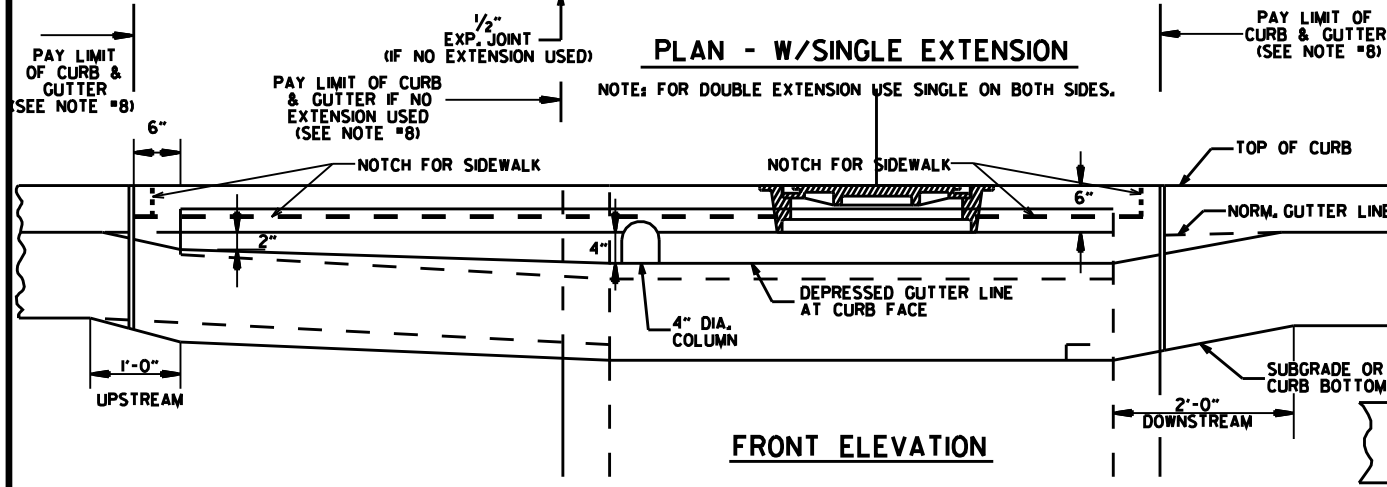 PAY LIMIT
OF CURB &
GUTTER
(SEE NOTE #8)
1/2"
EXP. JOINT
(IF NO EXTENSION USED)
PAY LIMIT OF CURB
& GUTTER IF NO
EXTENSION USED
(SEE NOTE #8)
PLAN - W/SINGLE EXTENSION
NOTE: FOR DOUBLE EXTENSION USE SINGLE ON BOTH SIDES.
PAY LIMIT OF
CURB & GUTTER
(SEE NOTE #8)
6"
NOTCH FOR SIDEWALK
NOTCH FOR SIDEWALK
TOP OF CURB
6"
NORM. GUTTER LINE
2"
4"
DEPRESSED GUTTER LINE
AT CURB FACE
4" DIA.
COLUMN
1'-0"
UPSTREAM
SUBGRADE OR
CURB BOTTOM
2'-0"
DOWNSTREAM
FRONT ELEVATION